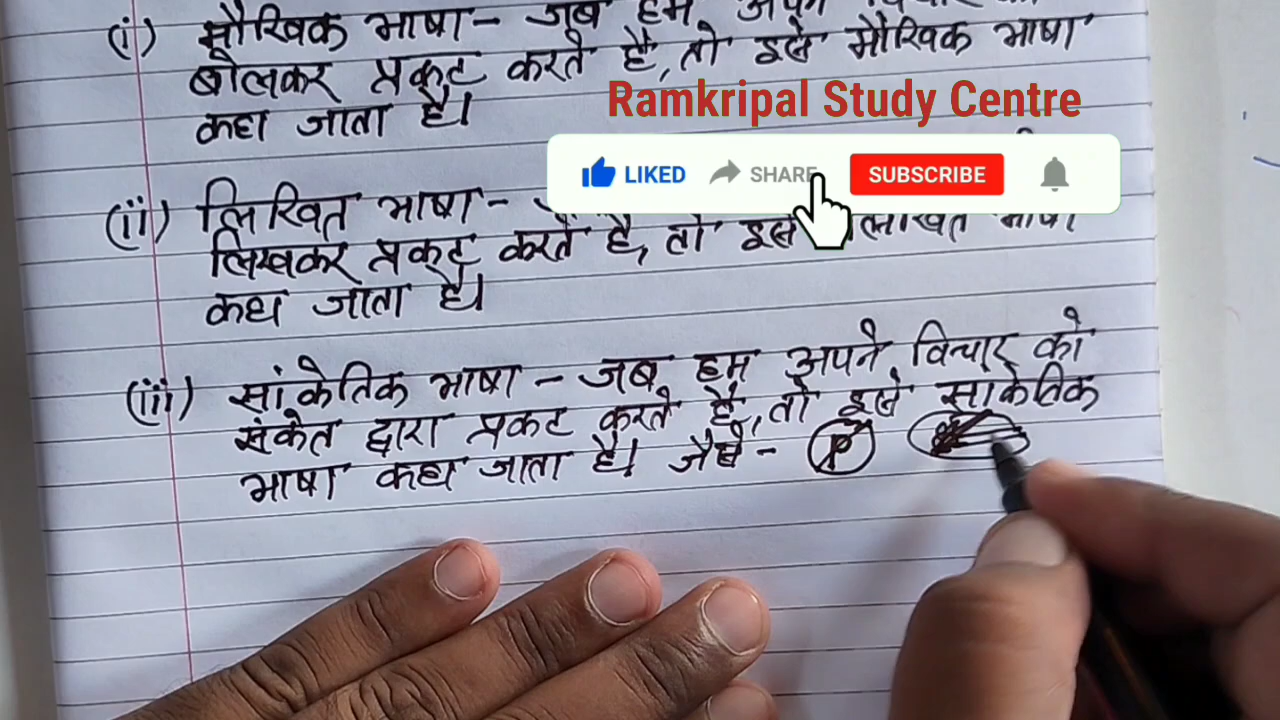 (i) मौखिक भाषा - जब हम अपने विचार को
बोलकर प्रकट करते है, तो इसे मौखिक भाषा
कहा जाता है।
Ramkripal Study Centre
LIKED SHARE SUBSCRIBE
(ii) लिखित भाषा -
लिखकर प्रकट करते है, तो इसे लिखित भाषा
कहा जाता है।
(iii) सांकेतिक भाषा - जब हम अपने विचार को
संकेत द्वारा प्रकट करते है, तो इसे सांकेतिक
भाषा कहा जाता है। जैसे - P